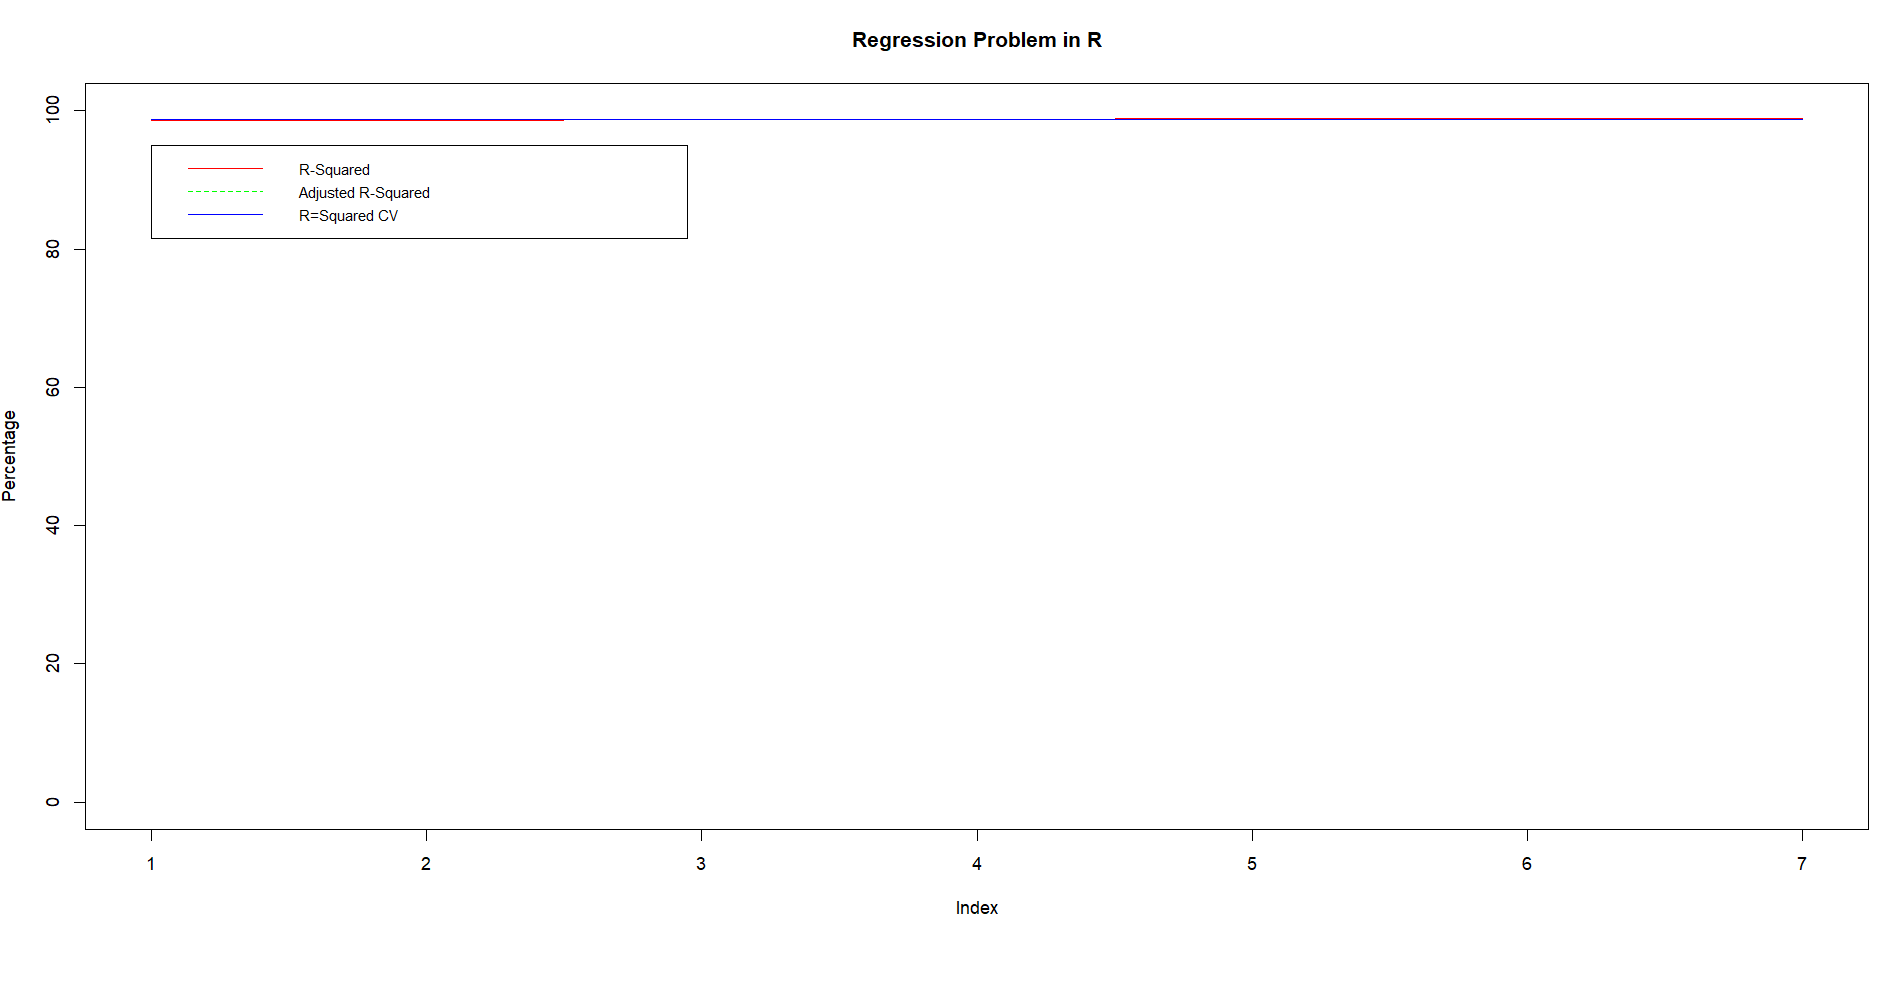 Regression Problem in R
100
80
60
40
20
0
Percentage
R-Squared
Adjusted R-Squared
R=Squared CV
1 2 3 4 5 6 7
Index